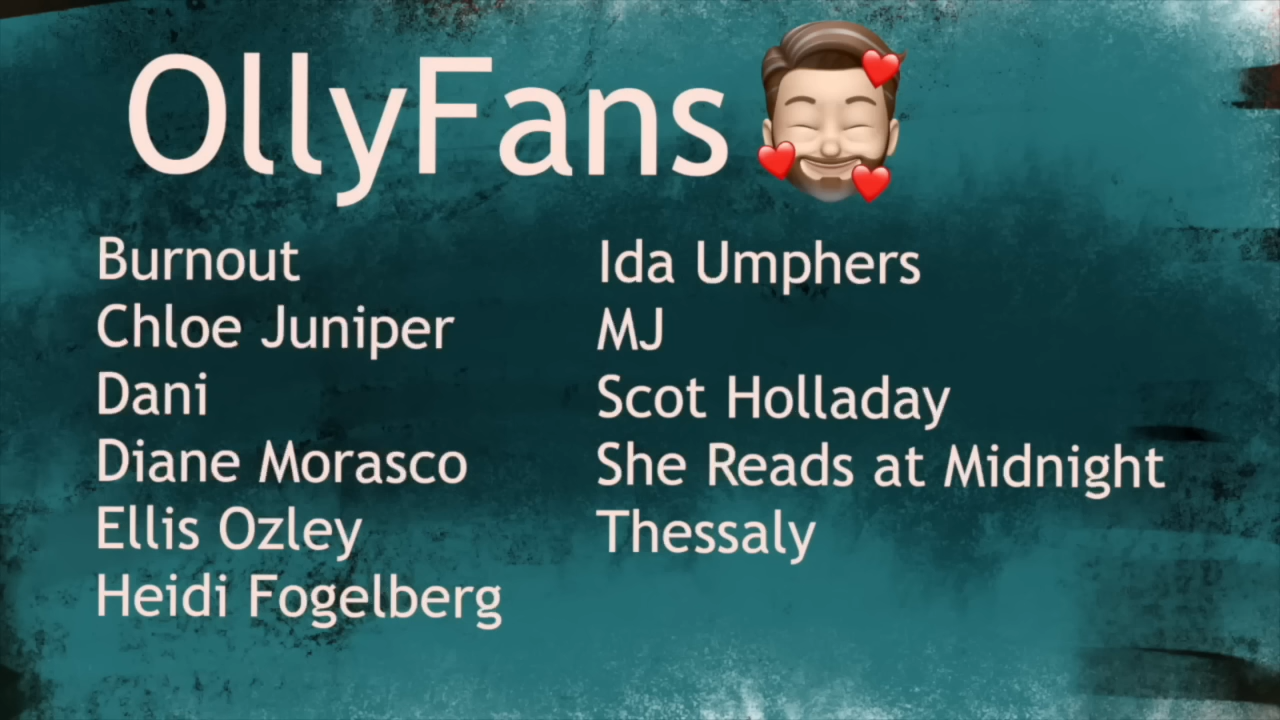 OllyFans
Burnout
Chloe Juniper
Dani
Diane Morasco
Ellis Ozley
Heidi Fogelberg
Ida Umphers
MJ
Scot Holladay
She Reads at Midnight
Thessaly